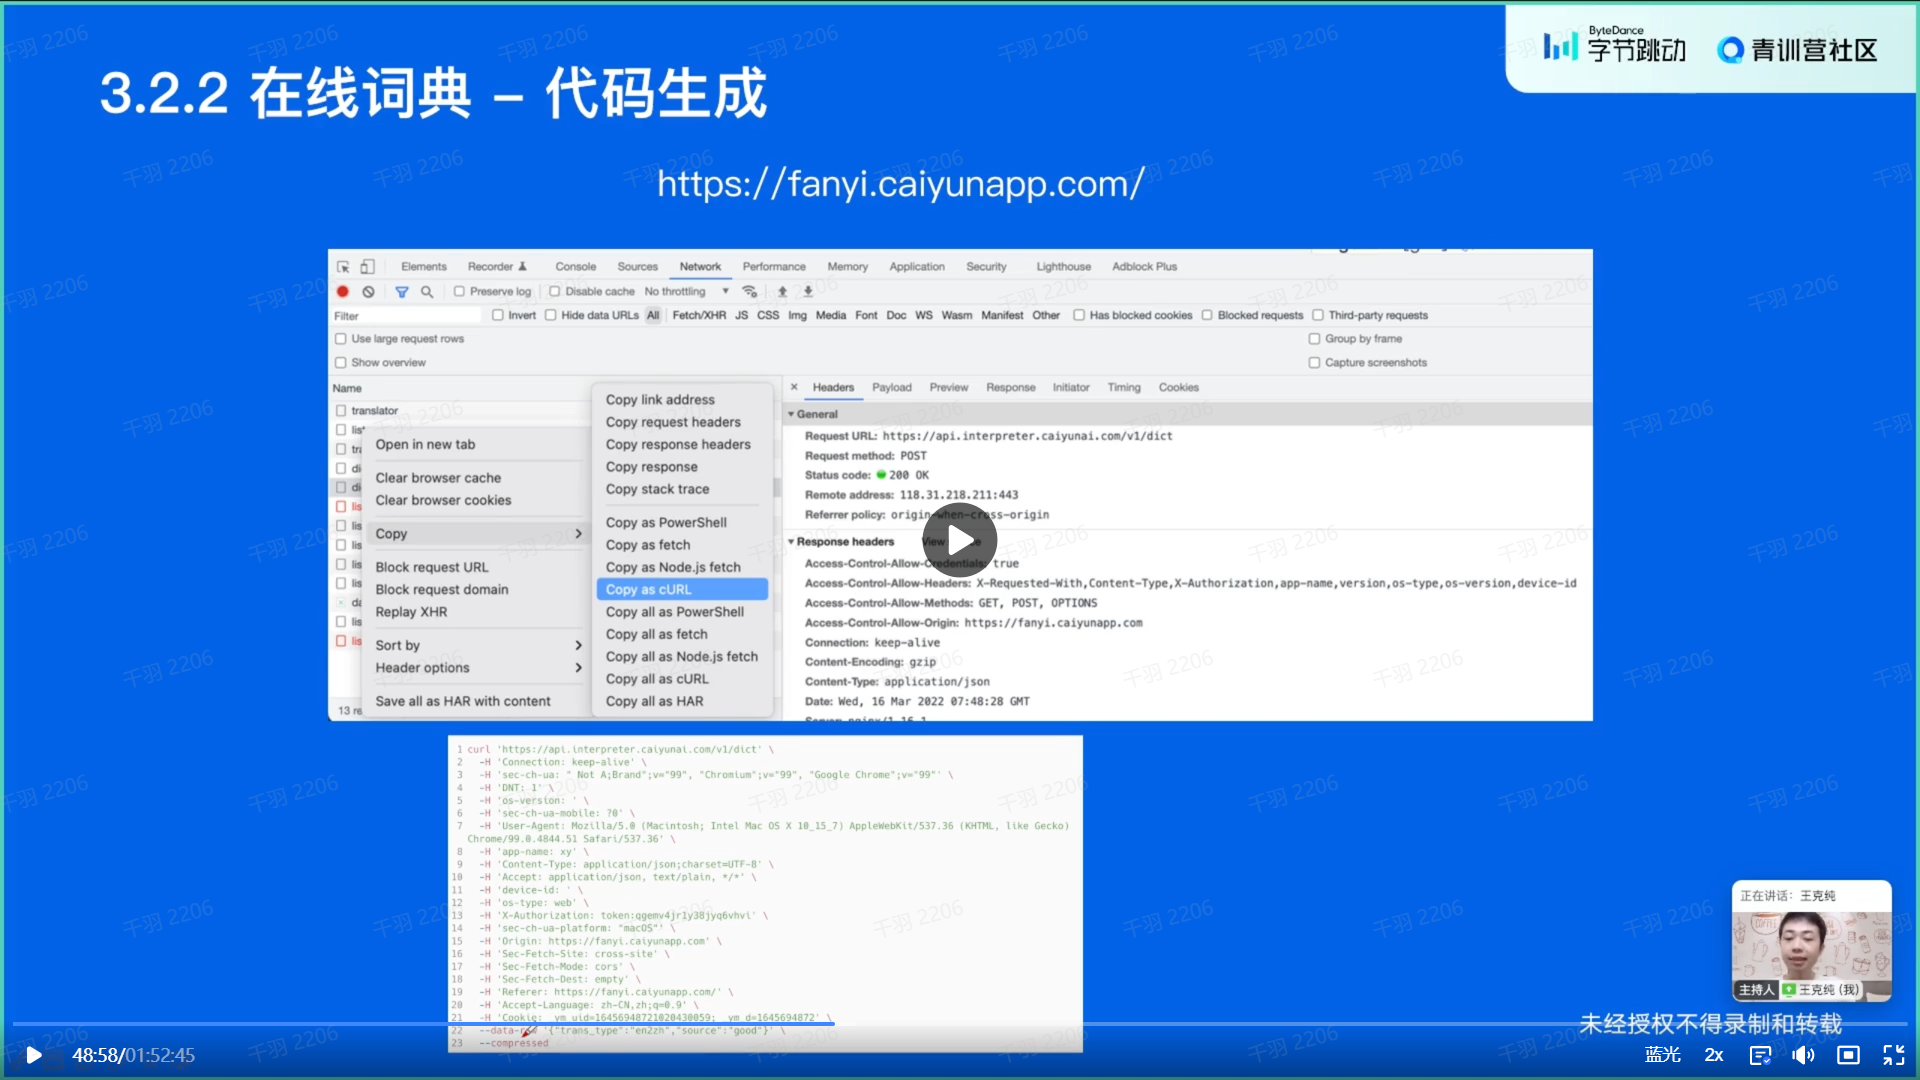 3.2.2 在线词典 – 代码生成
ByteDance
字节跳动
青训营社区
https://fanyi.caiyunapp.com/
Elements Recorder Console Sources Network Performance Memory Application Security Lighthouse Adblock Plus
Preserve log Disable cache No throttling
Filter Invert Hide data URLs All Fetch/XHR JS CSS Img Media Font Doc WS Wasm Manifest Other Has blocked cookies Blocked requests Third-party requests
Use large request rows Group by frame
Show overview Capture screenshots
Name
translator
13 re
Open in new tab
Clear browser cache
Clear browser cookies
Copy
Block request URL
Block request domain
Replay XHR
Sort by
Header options
Save all as HAR with content
Copy link address
Copy request headers
Copy response headers
Copy response
Copy stack trace
Copy as PowerShell
Copy as fetch
Copy as Node.js fetch
Copy as cURL
Copy all as PowerShell
Copy all as fetch
Copy all as Node.js fetch
Copy all as cURL
Copy all as HAR
Headers Payload Preview Response Initiator Timing Cookies
General
Request URL: https://api.interpreter.caiyunai.com/v1/dict
Request method: POST
Status code: 200 OK
Remote address: 118.31.218.211:443
Referrer policy: origin-when-cross-origin
Response headers View
Access-Control-Allow-Credentials: true
Access-Control-Allow-Headers: X-Requested-With,Content-Type,X-Authorization,app-name,version,os-type,os-version,device-id
Access-Control-Allow-Methods: GET, POST, OPTIONS
Access-Control-Allow-Origin: https://fanyi.caiyunapp.com
Connection: keep-alive
Content-Encoding: gzip
Content-Type: application/json
Date: Wed, 16 Mar 2022 07:48:28 GMT
1 curl 'https://api.interpreter.caiyunai.com/v1/dict' \
2 -H 'Connection: keep-alive' \
3 -H 'sec-ch-ua: " Not A;Brand";v="99", "Chromium";v="99", "Google Chrome";v="99"' \
4 -H 'DNT: 1' \
5 -H 'os-version: ' \
6 -H 'sec-ch-ua-mobile: ?0' \
7 -H 'User-Agent: Mozilla/5.0 (Macintosh; Intel Mac OS X 10_15_7) AppleWebKit/537.36 (KHTML, like Gecko)
Chrome/99.0.4844.51 Safari/537.36' \
8 -H 'app-name: xy' \
9 -H 'Content-Type: application/json;charset=UTF-8' \
10 -H 'Accept: application/json, text/plain, */*' \
11 -H 'device-id: ' \
12 -H 'os-type: web' \
13 -H 'X-Authorization: token:qgemv4jr1y38jyq6vhvi' \
14 -H 'sec-ch-ua-platform: "macOS"' \
15 -H 'Origin: https://fanyi.caiyunapp.com' \
16 -H 'Sec-Fetch-Site: cross-site' \
17 -H 'Sec-Fetch-Mode: cors' \
18 -H 'Sec-Fetch-Dest: empty' \
19 -H 'Referer: https://fanyi.caiyunapp.com/' \
20 -H 'Accept-Language: zh-CN,zh;q=0.9' \
21 -H 'Cookie: _ym_uid=16456948721020430059; _ym_d=1645694872' \
22 --data-raw '{"trans_type":"en2zh","source":"good"}' \
23 --compressed
正在讲话: 王克纯
主持人 王克纯 (我)
未经授权不得录制和转载
48:58/01:52:45
蓝光 2x
千羽 2206